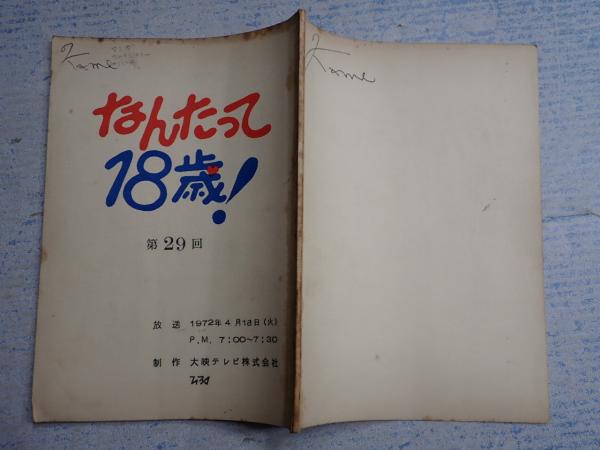 Kame
なんたって
18歳!
第29回
放送 1972年4月18日(火)
P.M. 7:00〜7:30
制作 大映テレビ株式会社
Kame